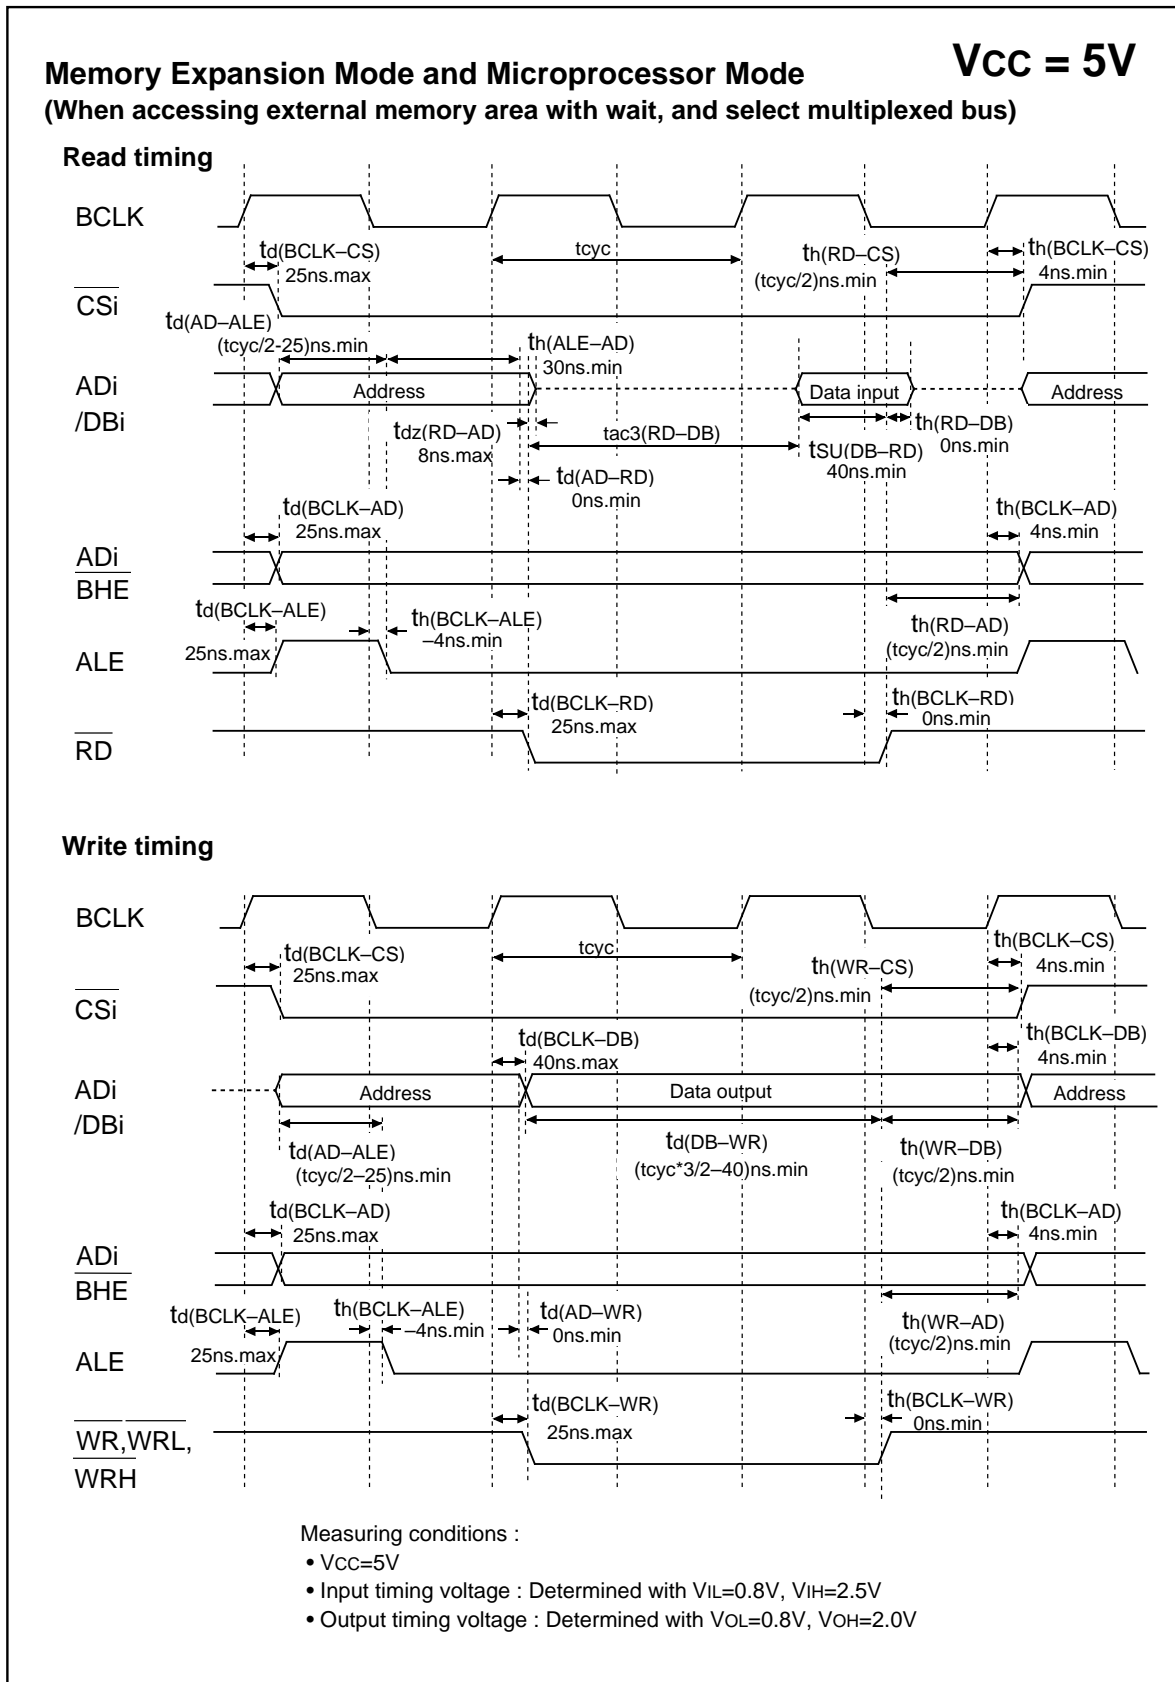 Memory Expansion Mode and Microprocessor Mode
VCC = 5V
(When accessing external memory area with wait, and select multiplexed bus)
Read timing
BCLK
td(BCLK–CS)
25ns.max
tcyc
th(RD–CS)
(tcyc/2)ns.min
th(BCLK–CS)
4ns.min
CSi
td(AD–ALE)
(tcyc/2-25)ns.min
th(ALE–AD)
30ns.min
ADi
/DBi
Address
Data input
Address
tdz(RD–AD)
8ns.max
tac3(RD–DB)
th(RD–DB)
0ns.min
tSU(DB–RD)
40ns.min
td(AD–RD)
0ns.min
td(BCLK–AD)
25ns.max
th(BCLK–AD)
4ns.min
ADi
BHE
td(BCLK–ALE)
25ns.max
th(BCLK–ALE)
–4ns.min
th(RD–AD)
(tcyc/2)ns.min
ALE
td(BCLK–RD)
25ns.max
th(BCLK–RD)
0ns.min
RD
Write timing
BCLK
td(BCLK–CS)
25ns.max
tcyc
th(WR–CS)
(tcyc/2)ns.min
th(BCLK–CS)
4ns.min
CSi
td(BCLK–DB)
40ns.max
th(BCLK–DB)
4ns.min
ADi
/DBi
Address
Data output
Address
td(AD–ALE)
(tcyc/2–25)ns.min
td(DB–WR)
(tcyc*3/2–40)ns.min
th(WR–DB)
(tcyc/2)ns.min
td(BCLK–AD)
25ns.max
th(BCLK–AD)
4ns.min
ADi
BHE
td(BCLK–ALE)
25ns.max
th(BCLK–ALE)
–4ns.min
td(AD–WR)
0ns.min
th(WR–AD)
(tcyc/2)ns.min
ALE
td(BCLK–WR)
25ns.max
th(BCLK–WR)
0ns.min
WR,WRL,
WRH
Measuring conditions :
• VCC=5V
• Input timing voltage : Determined with VIL=0.8V, VIH=2.5V
• Output timing voltage : Determined with VOL=0.8V, VOH=2.0V